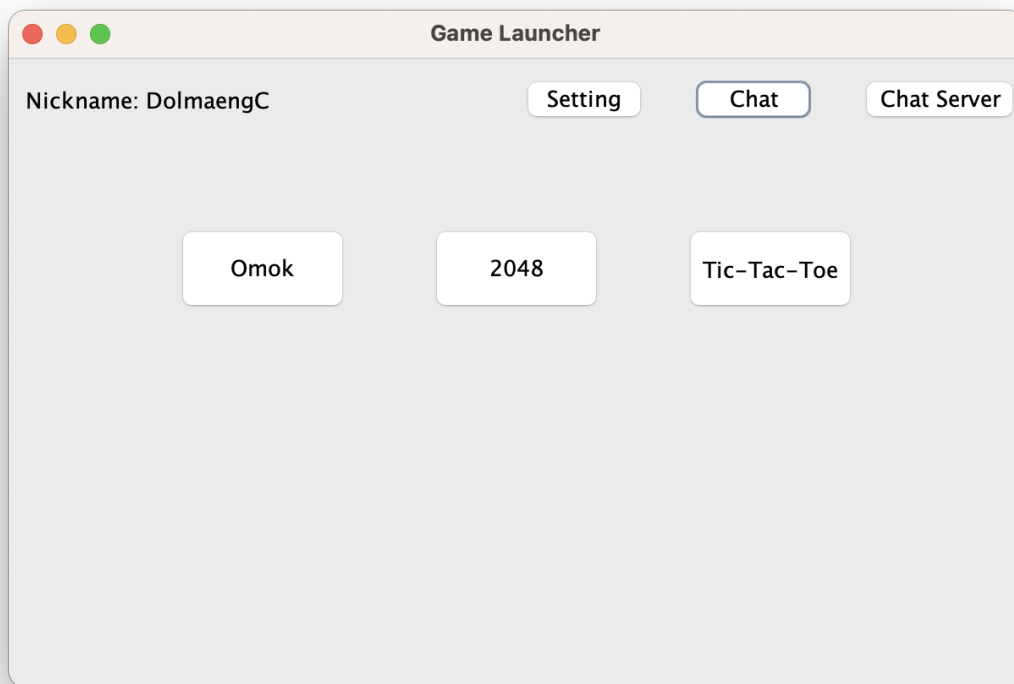 Game Launcher
Nickname: DolmaengC Setting Chat Chat Server
Omok 2048 Tic-Tac-Toe